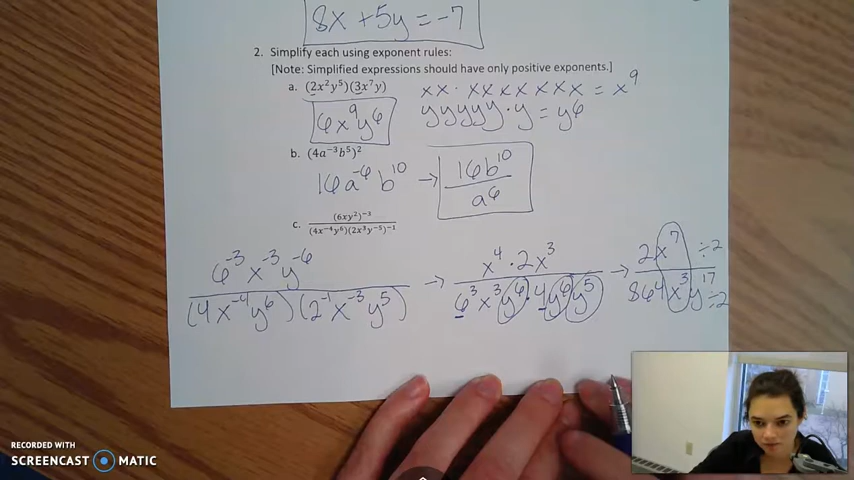 8x + 5y = -7
2. Simplify each using exponent rules:
[Note: Simplified expressions should have only positive exponents.]
a. (2x²y⁵)(3x⁷y)
xx · xxxxxxx = x⁹
6x⁹y⁶
yyyyy · y = y⁶
b. (4a⁻³b⁵)²
16a⁻⁶b¹⁰ → 16b¹⁰/a⁶
c. (6xy²)⁻³/(4x⁻⁴y⁶)(2x³y⁻⁵)⁻¹
6⁻³x⁻³y⁻⁶/(4x⁻⁴y⁶)(2⁻¹x⁻³y⁵) → x⁴·2x³/6³x³y⁶·4y⁶y⁵ → 2x⁷÷2/864x³y¹⁷÷2
RECORDED WITH
SCREENCAST MATIC